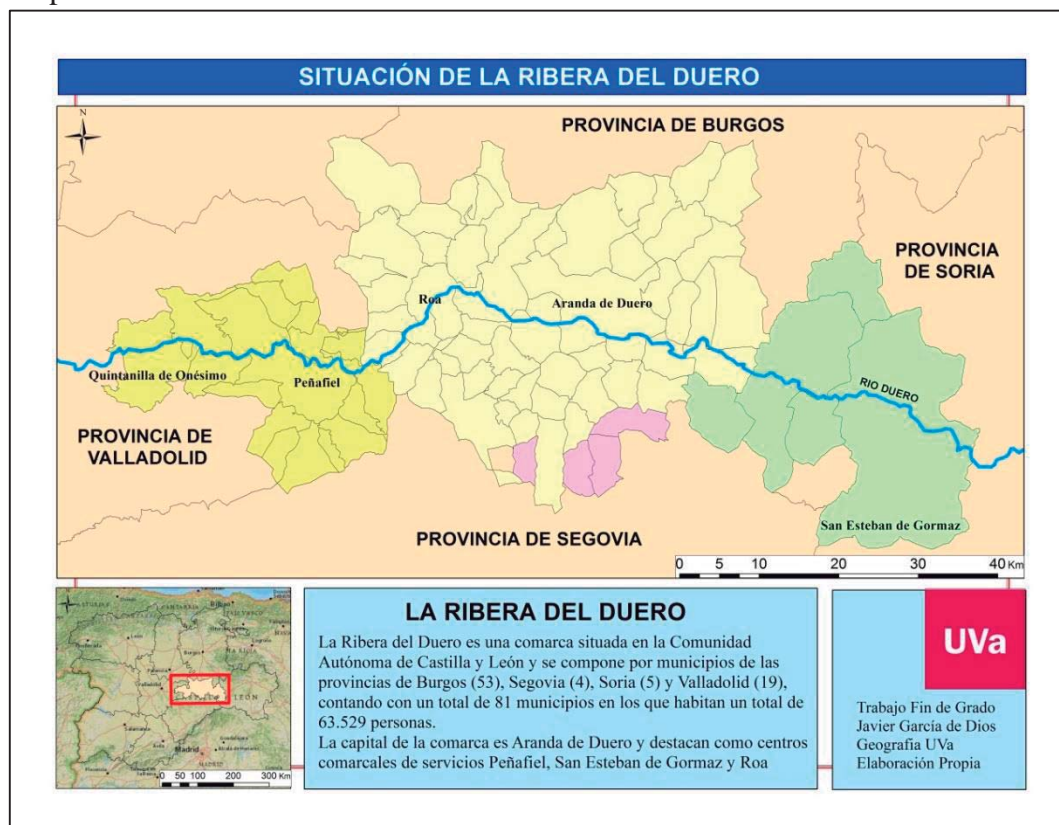 SITUACIÓN DE LA RIBERA DEL DUERO
N
PROVINCIA DE BURGOS
PROVINCIA
DE SORIA
Roa
Aranda de Duero
Quintanilla de Onésimo
Peñafiel
RIO DUERO
PROVINCIA DE
VALLADOLID
San Esteban de Gormaz
PROVINCIA DE SEGOVIA
0 5 10 20 30 40 Km
Bilbao
Burgos
Valladolid
Salamanca
Madrid
MADRID
0 50 100 200 300 Km
LA RIBERA DEL DUERO
La Ribera del Duero es una comarca situada en la Comunidad
Autónoma de Castilla y León y se compone por municipios de las
provincias de Burgos (53), Segovia (4), Soria (5) y Valladolid (19),
contando con un total de 81 municipios en los que habitan un total de
63.529 personas.
La capital de la comarca es Aranda de Duero y destacan como centros
comarcales de servicios Peñafiel, San Esteban de Gormaz y Roa
UVa
Trabajo Fin de Grado
Javier García de Dios
Geografía UVa
Elaboración Propia